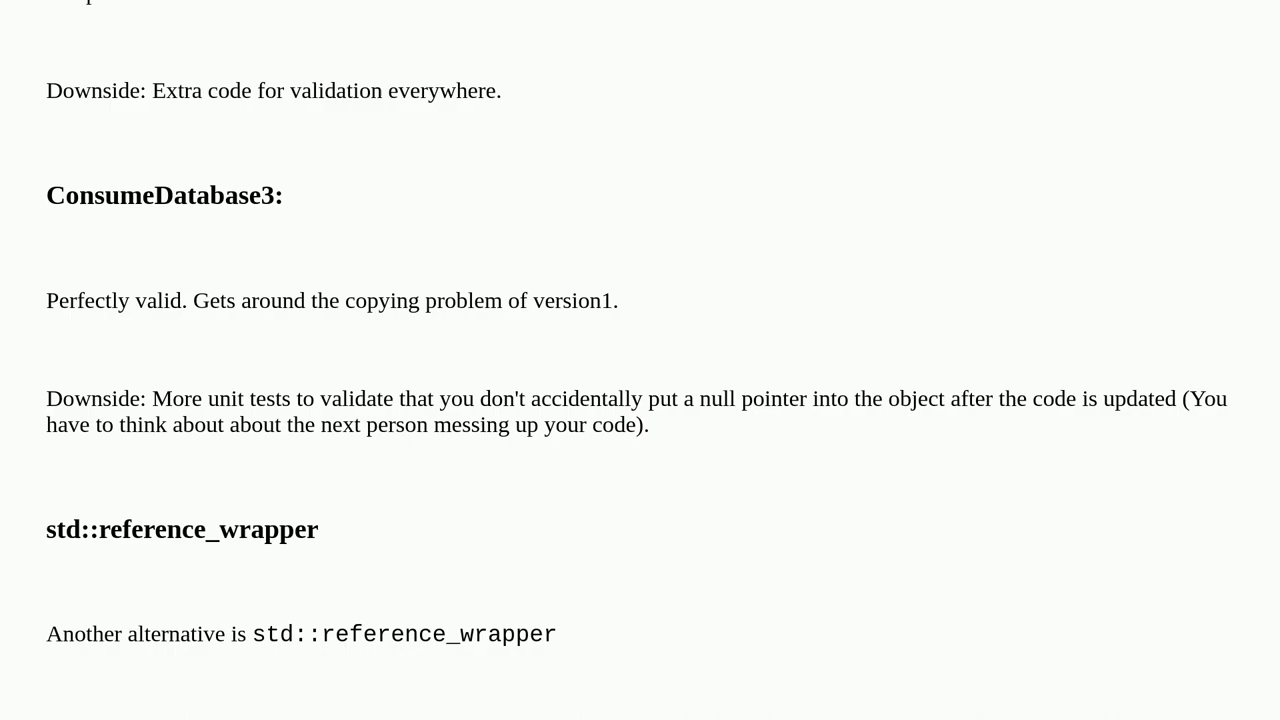 Downside: Extra code for validation everywhere.
ConsumeDatabase3:
Perfectly valid. Gets around the copying problem of version1.
Downside: More unit tests to validate that you don't accidentally put a null pointer into the object after the code is updated (You
have to think about about the next person messing up your code).
std::reference_wrapper
Another alternative is std::reference_wrapper